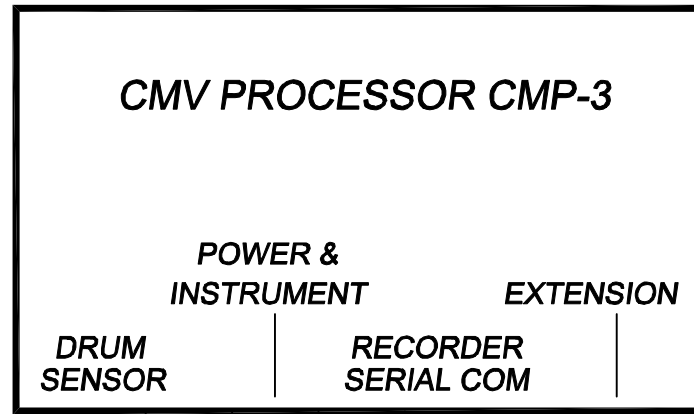 CMV PROCESSOR CMP-3
POWER &
INSTRUMENT
EXTENSION
DRUM
SENSOR
RECORDER
SERIAL COM